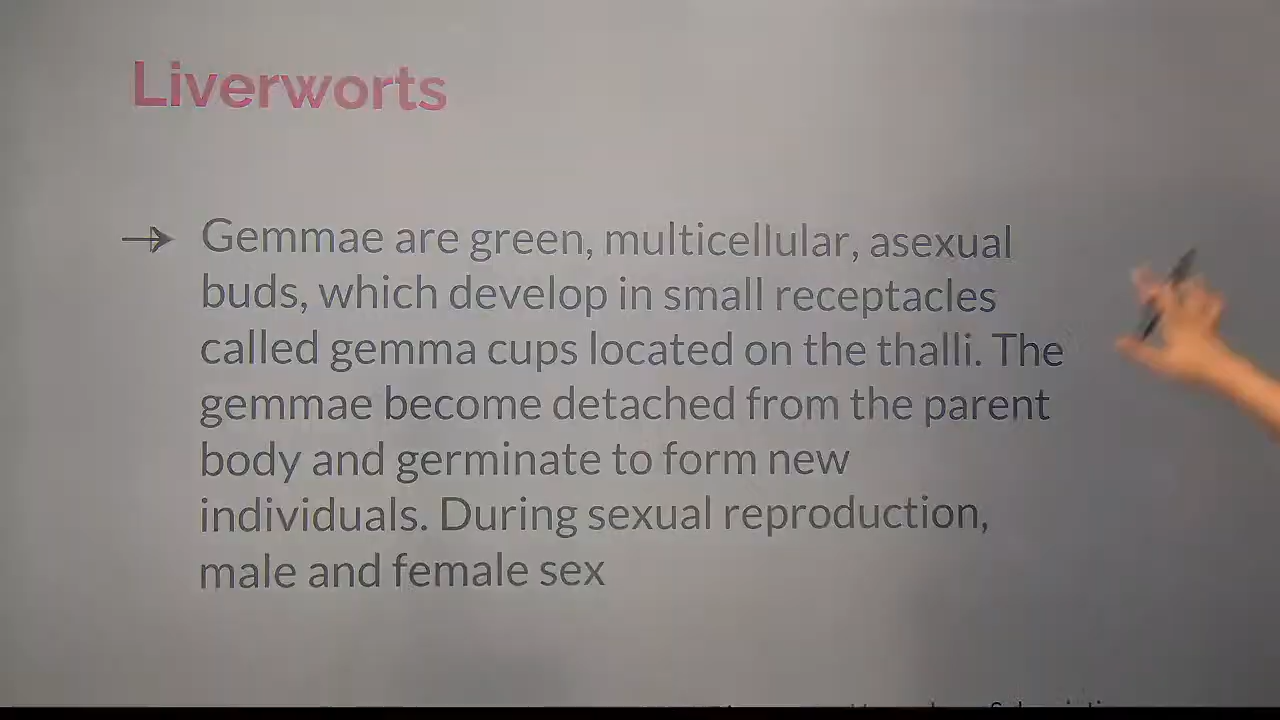 Liverworts
→ Gemmae are green, multicellular, asexual
buds, which develop in small receptacles
called gemma cups located on the thalli. The
gemmae become detached from the parent
body and germinate to form new
individuals. During sexual reproduction,
male and female sex